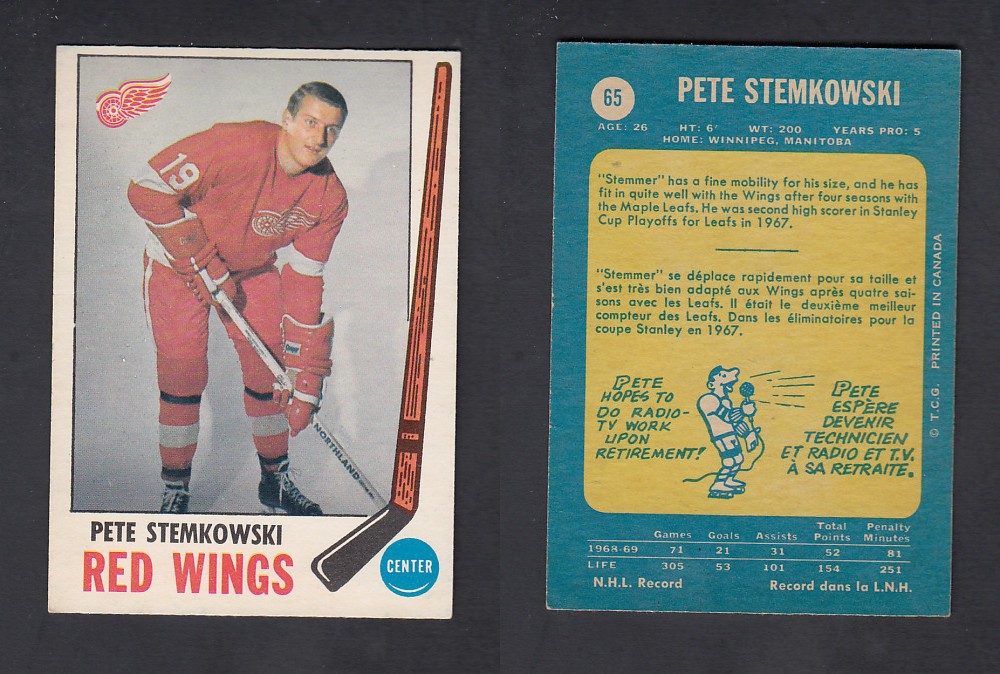 19
NORTHLAND
PETE STEMKOWSKI
RED WINGS
CENTER
65
PETE STEMKOWSKI
AGE: 26 HT: 6' WT: 200 YEARS PRO: 5
HOME: WINNIPEG, MANITOBA
"Stemmer" has a fine mobility for his size, and he has
fit in quite well with the Wings after four seasons with
the Maple Leafs. He was second high scorer in Stanley
Cup Playoffs for Leafs in 1967.
"Stemmer" se déplace rapidement pour sa taille et
s'est très bien adapté aux Wings après quatre sai-
sons avec les Leafs. Il était le deuxième meilleur
compteur des Leafs. Dans les éliminatoires pour la
coupe Stanley en 1967.
PETE
HOPES TO
DO RADIO-
TV WORK
UPON
RETIREMENT!
PETE
ESPÈRE
DEVENIR
TECHNICIEN
ET RADIO ET T.V.
À SA RETRAITE.
© T.C.G. PRINTED IN CANADA
Games Goals Assists Total Points Penalty Minutes
1968-69 71 21 31 52 81
LIFE 305 53 101 154 251
N.H.L. Record Record dans la L.N.H.